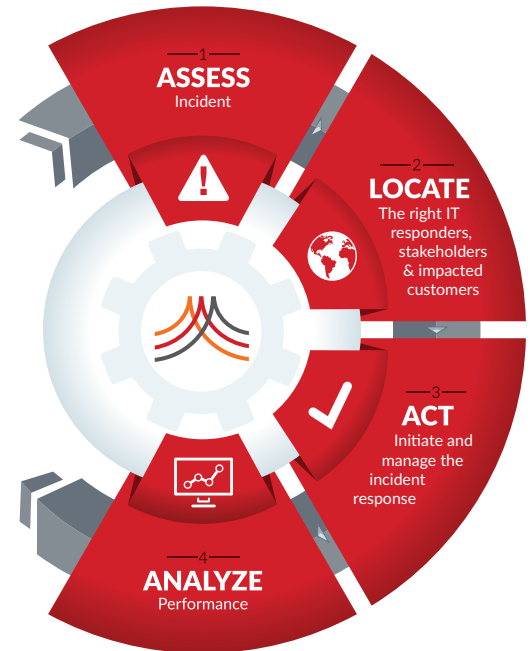 1
ASSESS
Incident
2
LOCATE
The right IT
responders,
stakeholders
& impacted
customers
3
ACT
Initiate and
manage the
incident
response
4
ANALYZE
Performance